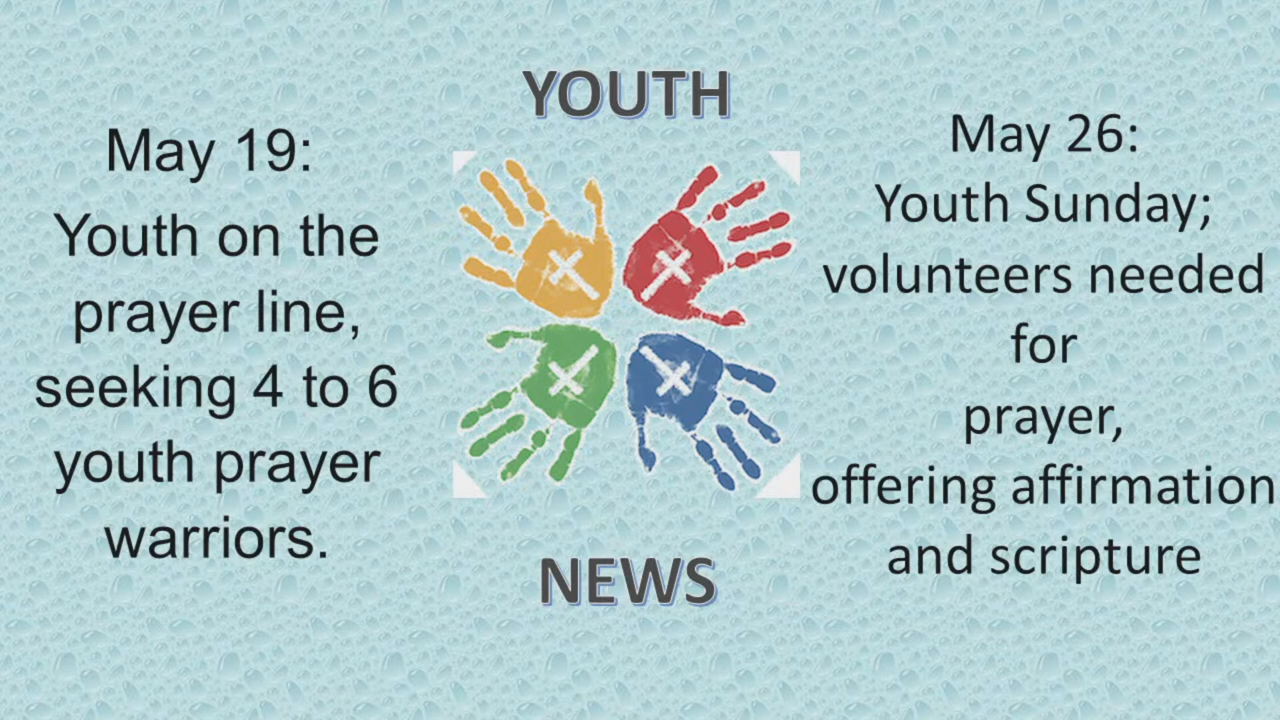 YOUTH
May 19:
Youth on the
prayer line,
seeking 4 to 6
youth prayer
warriors.
May 26:
Youth Sunday;
volunteers needed
for
prayer,
offering affirmation
and scripture
NEWS